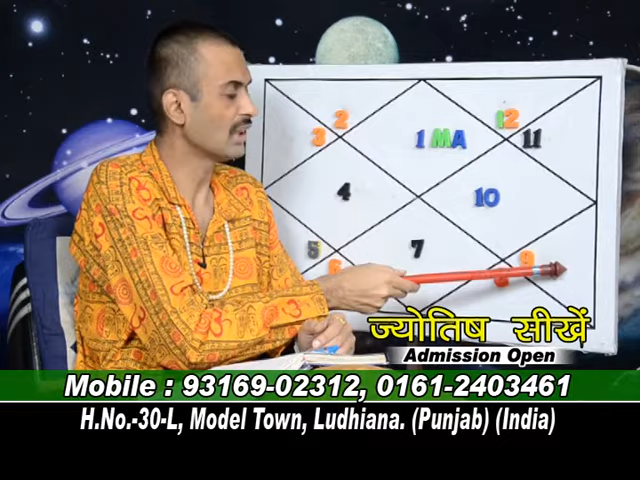 2
3
1 MA
12
11
4
10
5
7
9
ज्योतिष सीखें
Admission Open
Mobile : 93169-02312, 0161-2403461
H.No.-30-L, Model Town, Ludhiana. (Punjab) (India)